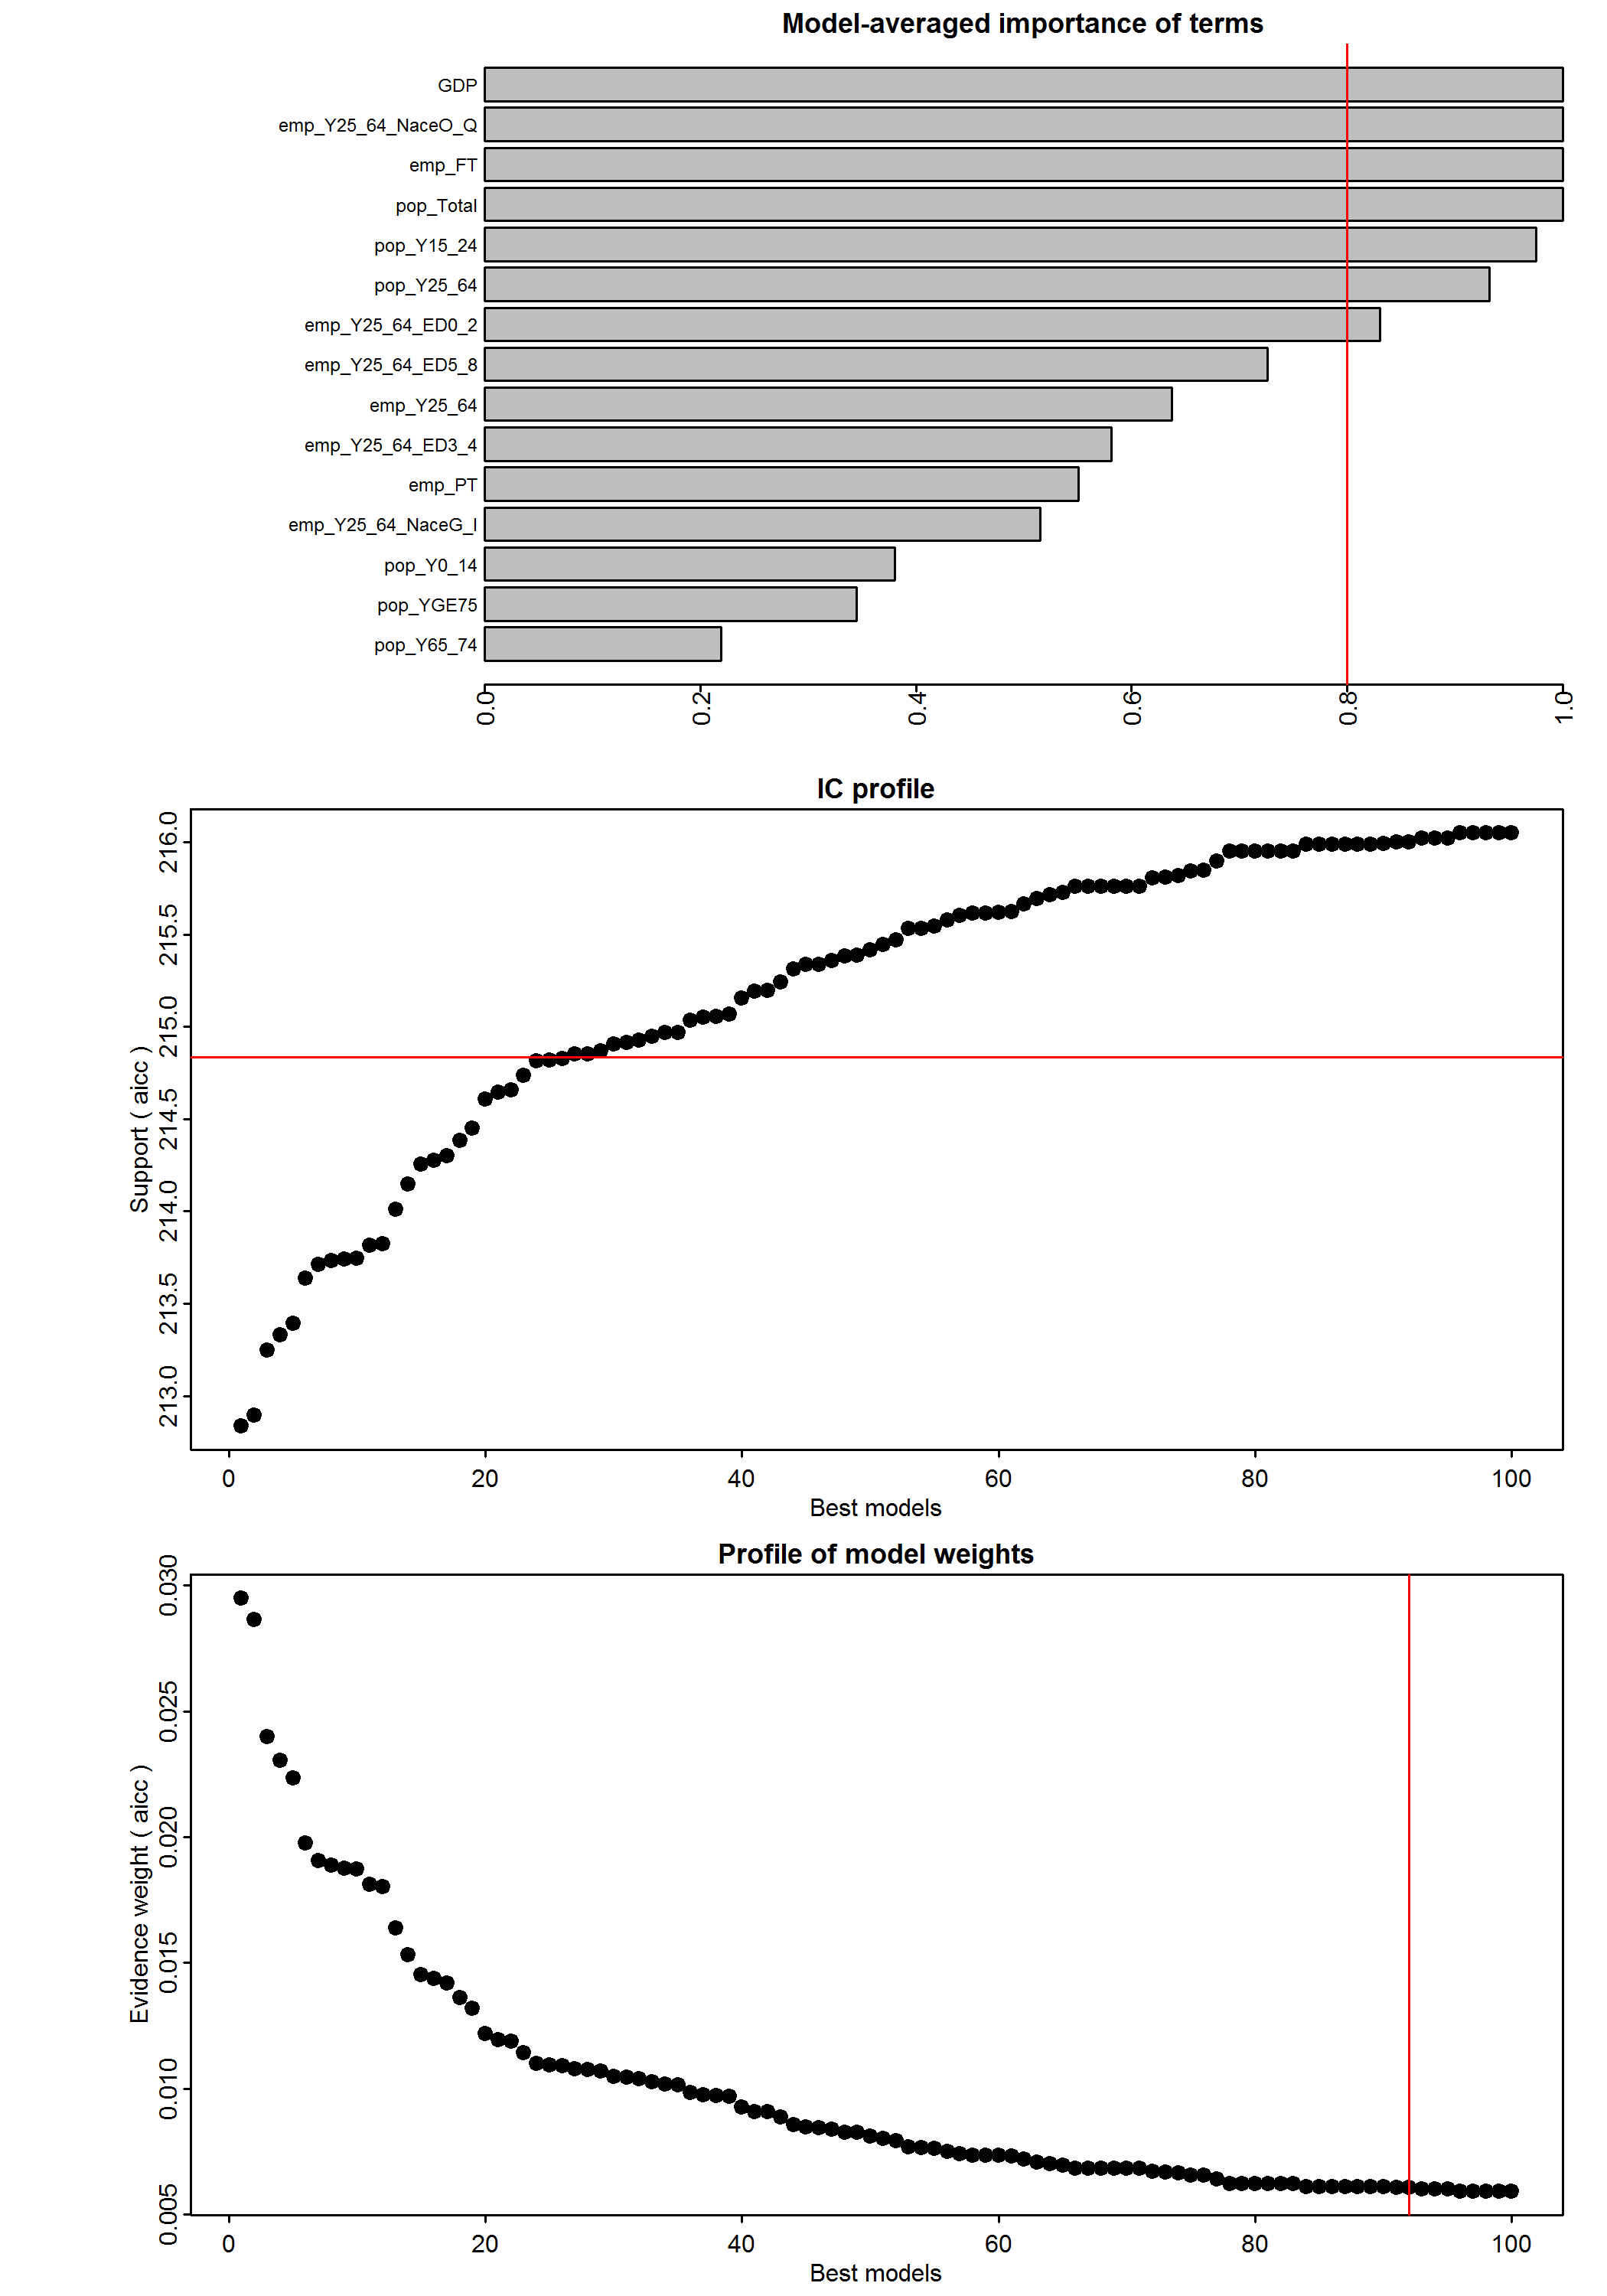 Model-averaged importance of terms
GDP
emp_Y25_64_NaceO_Q
emp_FT
pop_Total
pop_Y15_24
pop_Y25_64
emp_Y25_64_ED0_2
emp_Y25_64_ED5_8
emp_Y25_64
emp_Y25_64_ED3_4
emp_PT
emp_Y25_64_NaceG_I
pop_Y0_14
pop_YGE75
pop_Y65_74
0.0 0.2 0.4 0.6 0.8 1.0
IC profile
Support ( aicc )
216.0
215.5
215.0
214.5
214.0
213.5
213.0
0 20 40 60 80 100
Best models
Profile of model weights
Evidence weight ( aicc )
0.030
0.025
0.020
0.015
0.010
0.005
0 20 40 60 80 100
Best models